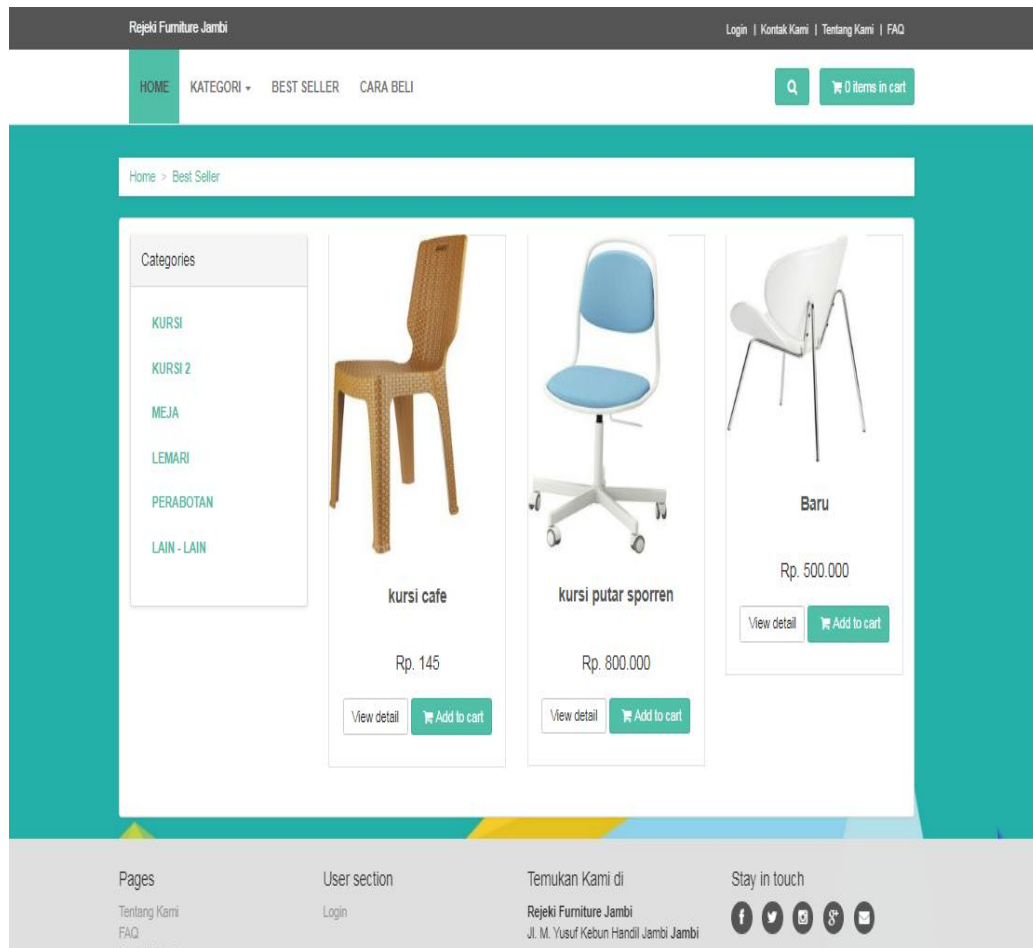 Rejeki Furniture Jambi
Login | Kontak Kami | Tentang Kami | FAQ
HOME KATEGORI BEST SELLER CARA BELI
0 items in cart
Home > Best Seller
Categories
KURSI
KURSI 2
MEJA
LEMARI
PERABOTAN
LAIN - LAIN
kursi cafe
Rp. 145
View detail Add to cart
kursi putar sporren
Rp. 800.000
View detail Add to cart
Baru
Rp. 500.000
View detail Add to cart
Pages
Tentang Kami
FAQ
User section
Login
Temukan Kami di
Rejeki Furniture Jambi
Jl. M. Yusuf Kebun Handil Jambi Jambi
Stay in touch